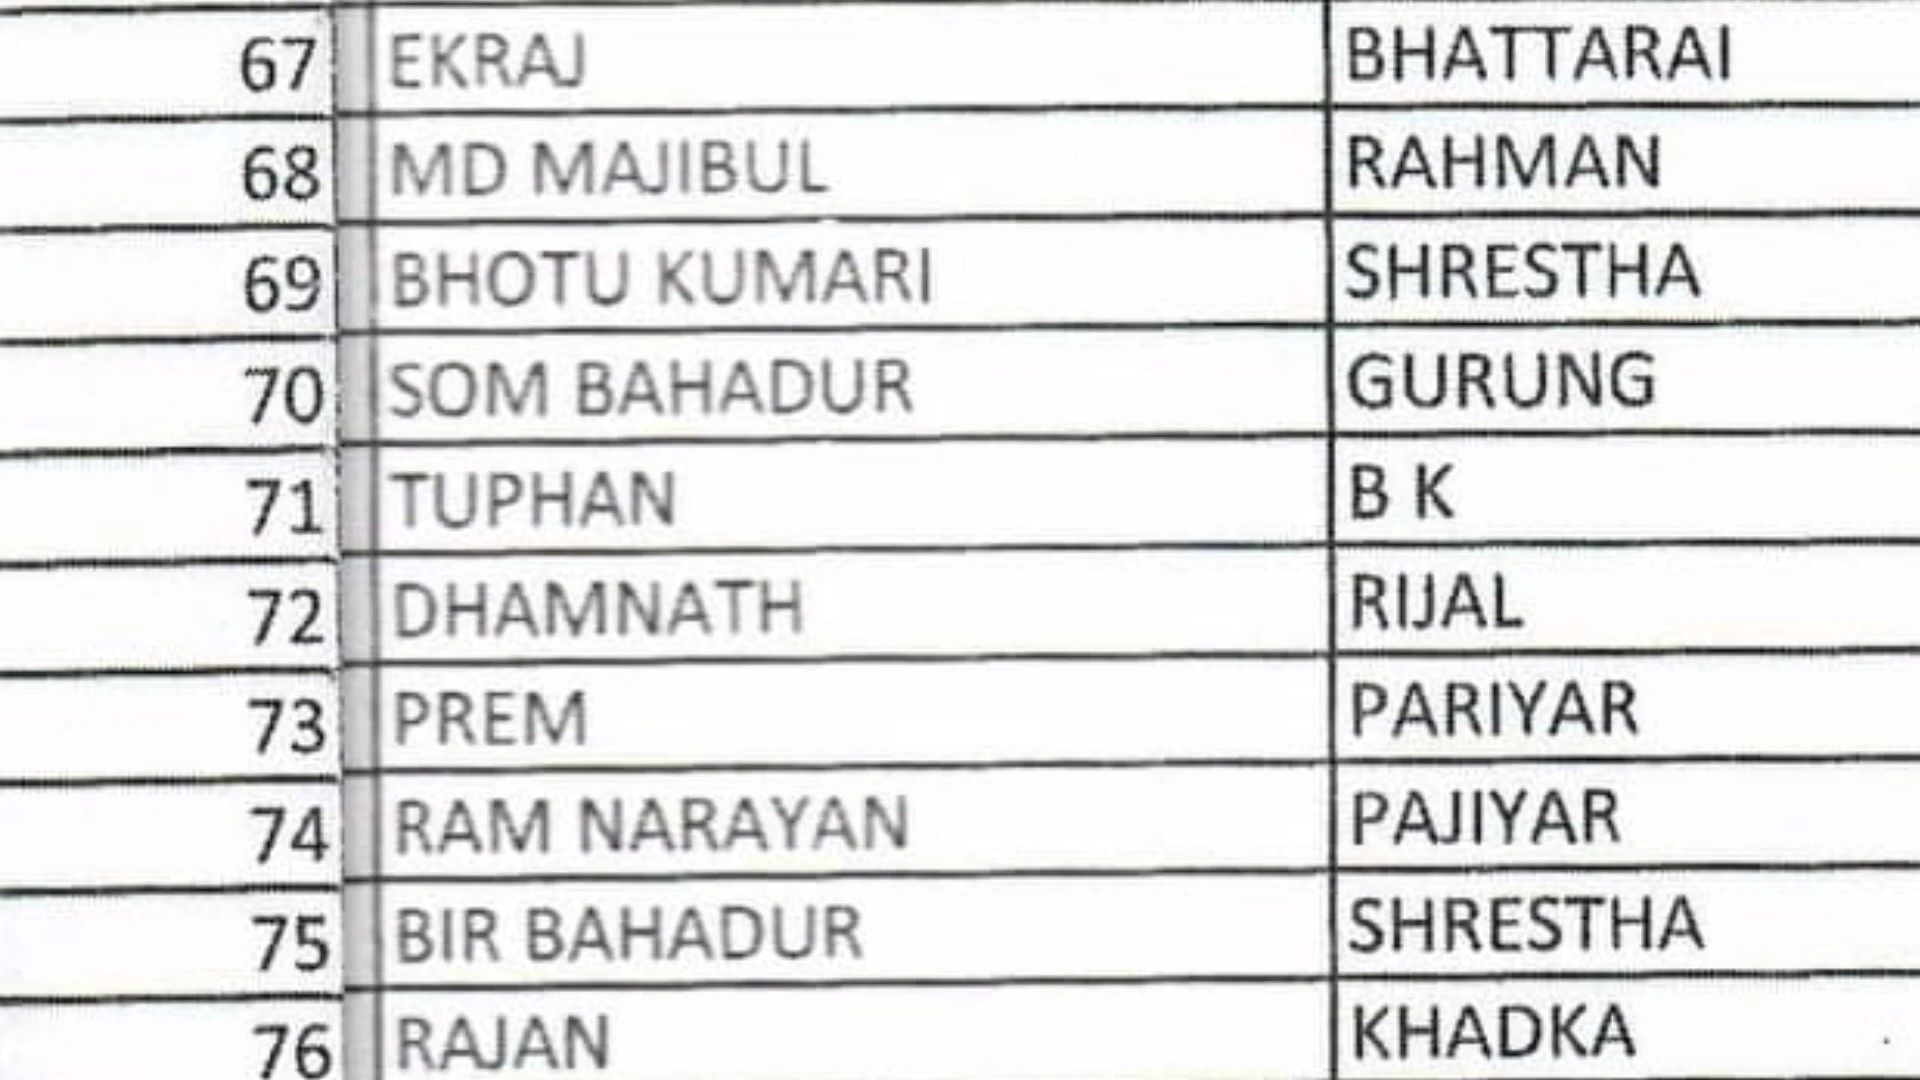 67 EKRAJ BHATTARAI
68 MD MAJIBUL RAHMAN
69 BHOTU KUMARI SHRESTHA
70 SOM BAHADUR GURUNG
71 TUPHAN B K
72 DHAMNATH RIJAL
73 PREM PARIYAR
74 RAM NARAYAN PAJIYAR
75 BIR BAHADUR SHRESTHA
76 RAJAN KHADKA